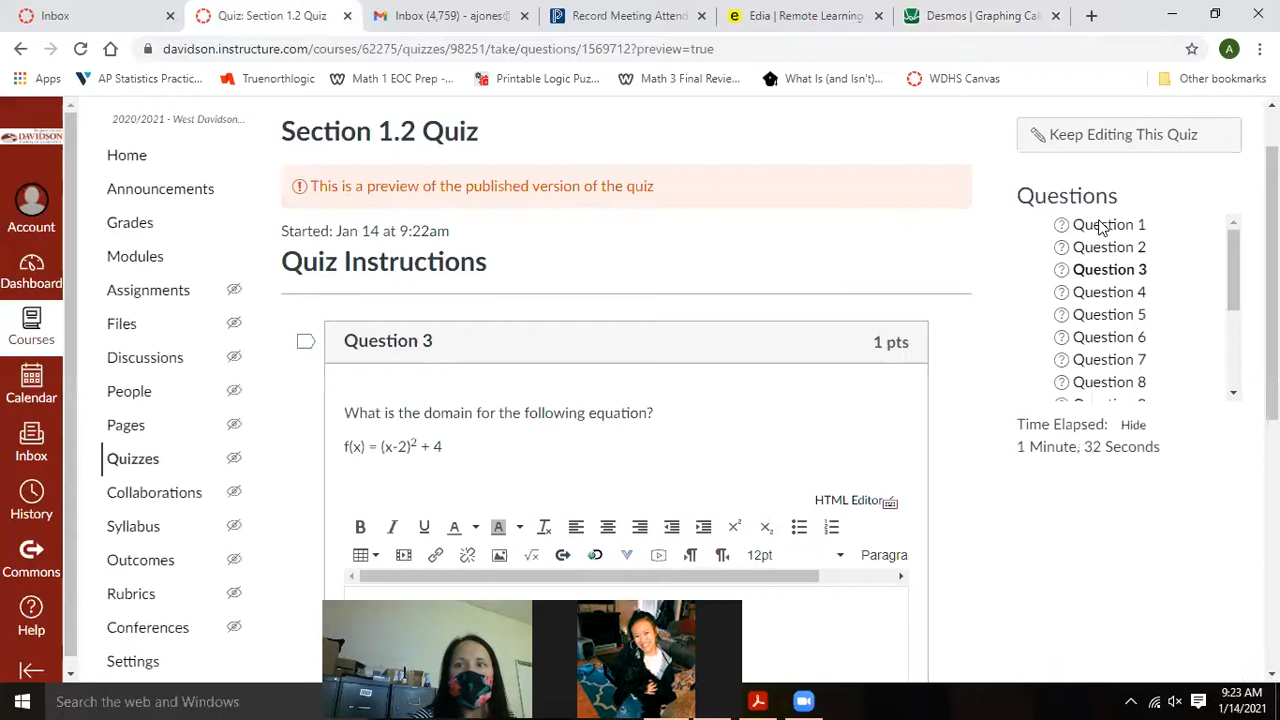 Inbox
Quiz: Section 1.2 Quiz
Inbox (4,75%) - ajones@
Record Meeting Attend
Edia | Remote Learning
Desmos | Graphing Cal
davidson.instructure.com/courses/62275/quizzes/98251/take/questions/1569712?preview=true
A
Apps
AP Statistics Practic...
Truenorthlogic
Math 1 EOC Prep -...
Printable Logic Puz...
Math 3 Final Revie...
What Is (and Isn't)...
WDHS Canvas
Other bookmarks
DAVIDSON
Account
Dashboard
Courses
Calendar
Inbox
History
Commons
Help
2020/2021 - West Davidson...
Home
Announcements
Grades
Modules
Assignments
Files
Discussions
People
Pages
Quizzes
Collaborations
Syllabus
Outcomes
Rubrics
Conferences
Settings
Section 1.2 Quiz
This is a preview of the published version of the quiz
Started: Jan 14 at 9:22am
Quiz Instructions
Question 3
1 pts
What is the domain for the following equation?
f(x) = (x-2)² + 4
HTML Editor
12pt
Paragra
Keep Editing This Quiz
Questions
Question 1
Question 2
Question 3
Question 4
Question 5
Question 6
Question 7
Question 8
Time Elapsed: Hide
1 Minute, 32 Seconds
Search the web and Windows
9:23 AM
1/14/2021